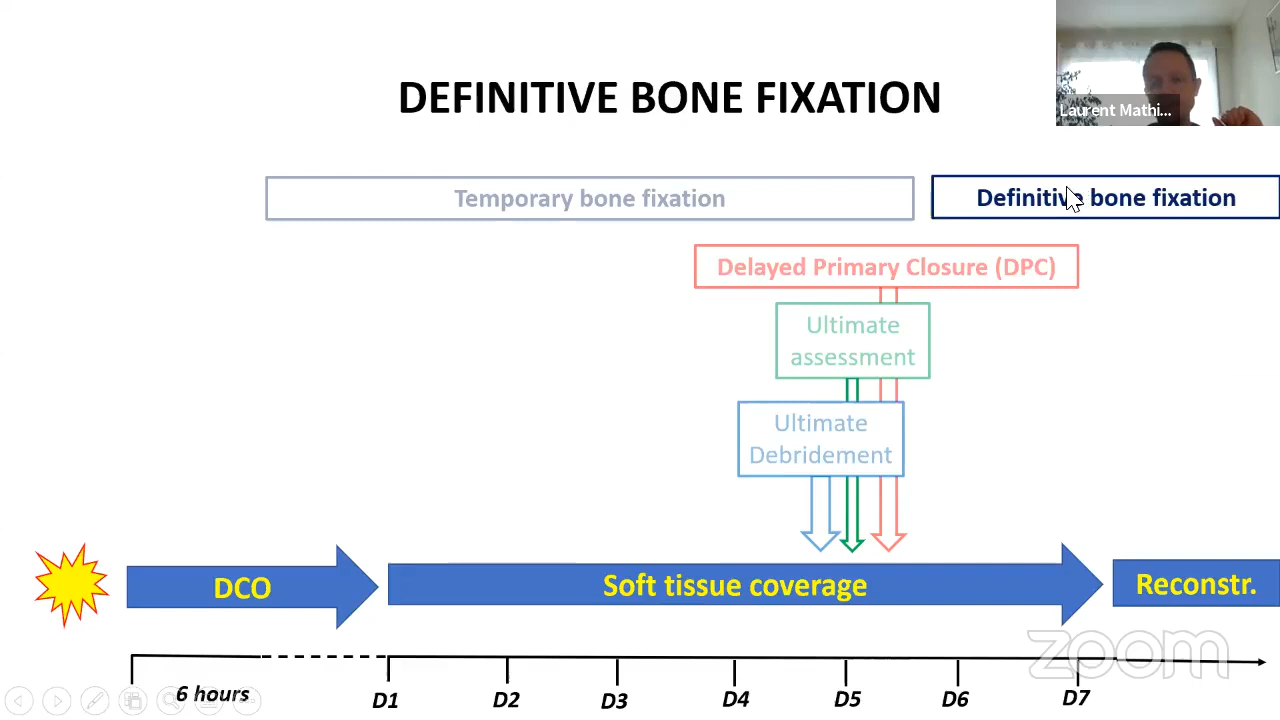 DEFINITIVE BONE FIXATION
Laurent Mathi...
Temporary bone fixation
Definitive bone fixation
Delayed Primary Closure (DPC)
Ultimate
assessment
Ultimate
Debridement
DCO
Soft tissue coverage
Reconstr.
zoom
6 hours
D1
D2
D3
D4
D5
D6
D7